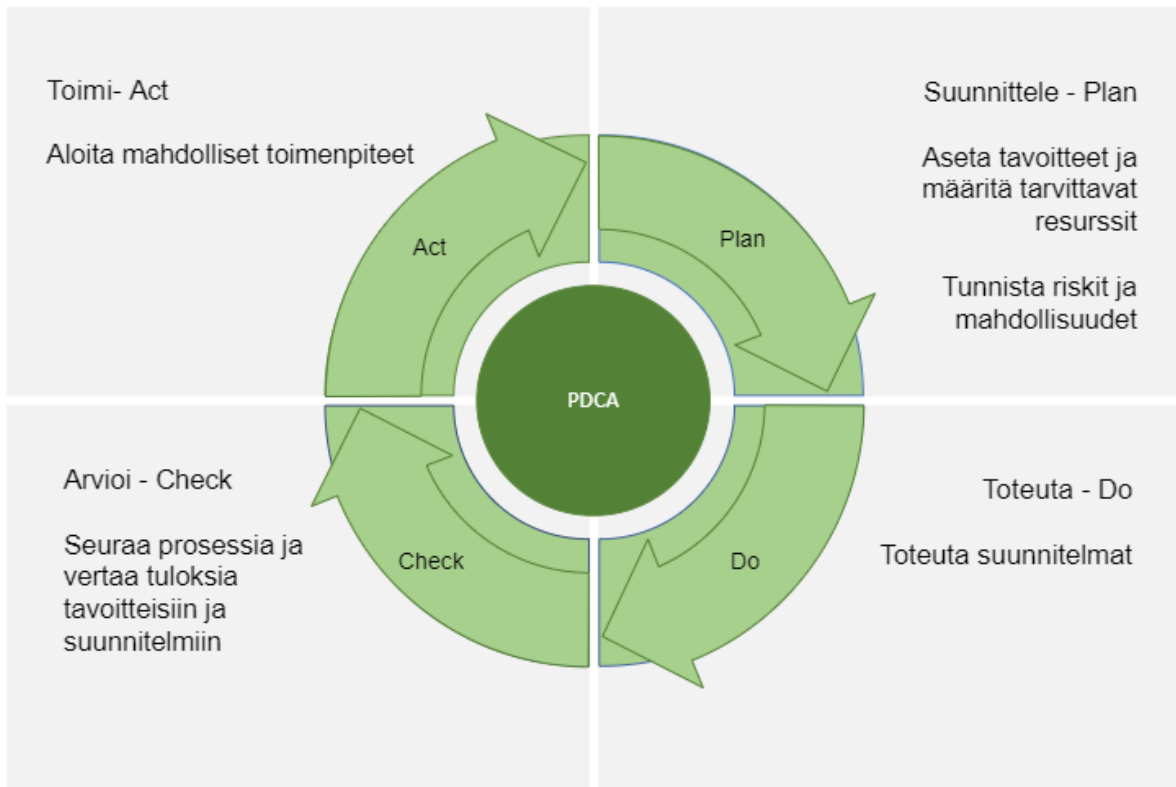 Toimi- Act
Aloita mahdolliset toimenpiteet
Suunnittele - Plan
Aseta tavoitteet ja
määritä tarvittavat
resurssit
Tunnista riskit ja
mahdollisuudet
Act
Plan
PDCA
Check
Do
Arvioi - Check
Seuraa prosessia ja
vertaa tuloksia
tavoitteisiin ja
suunnitelmiin
Toteuta - Do
Toteuta suunnitelmat